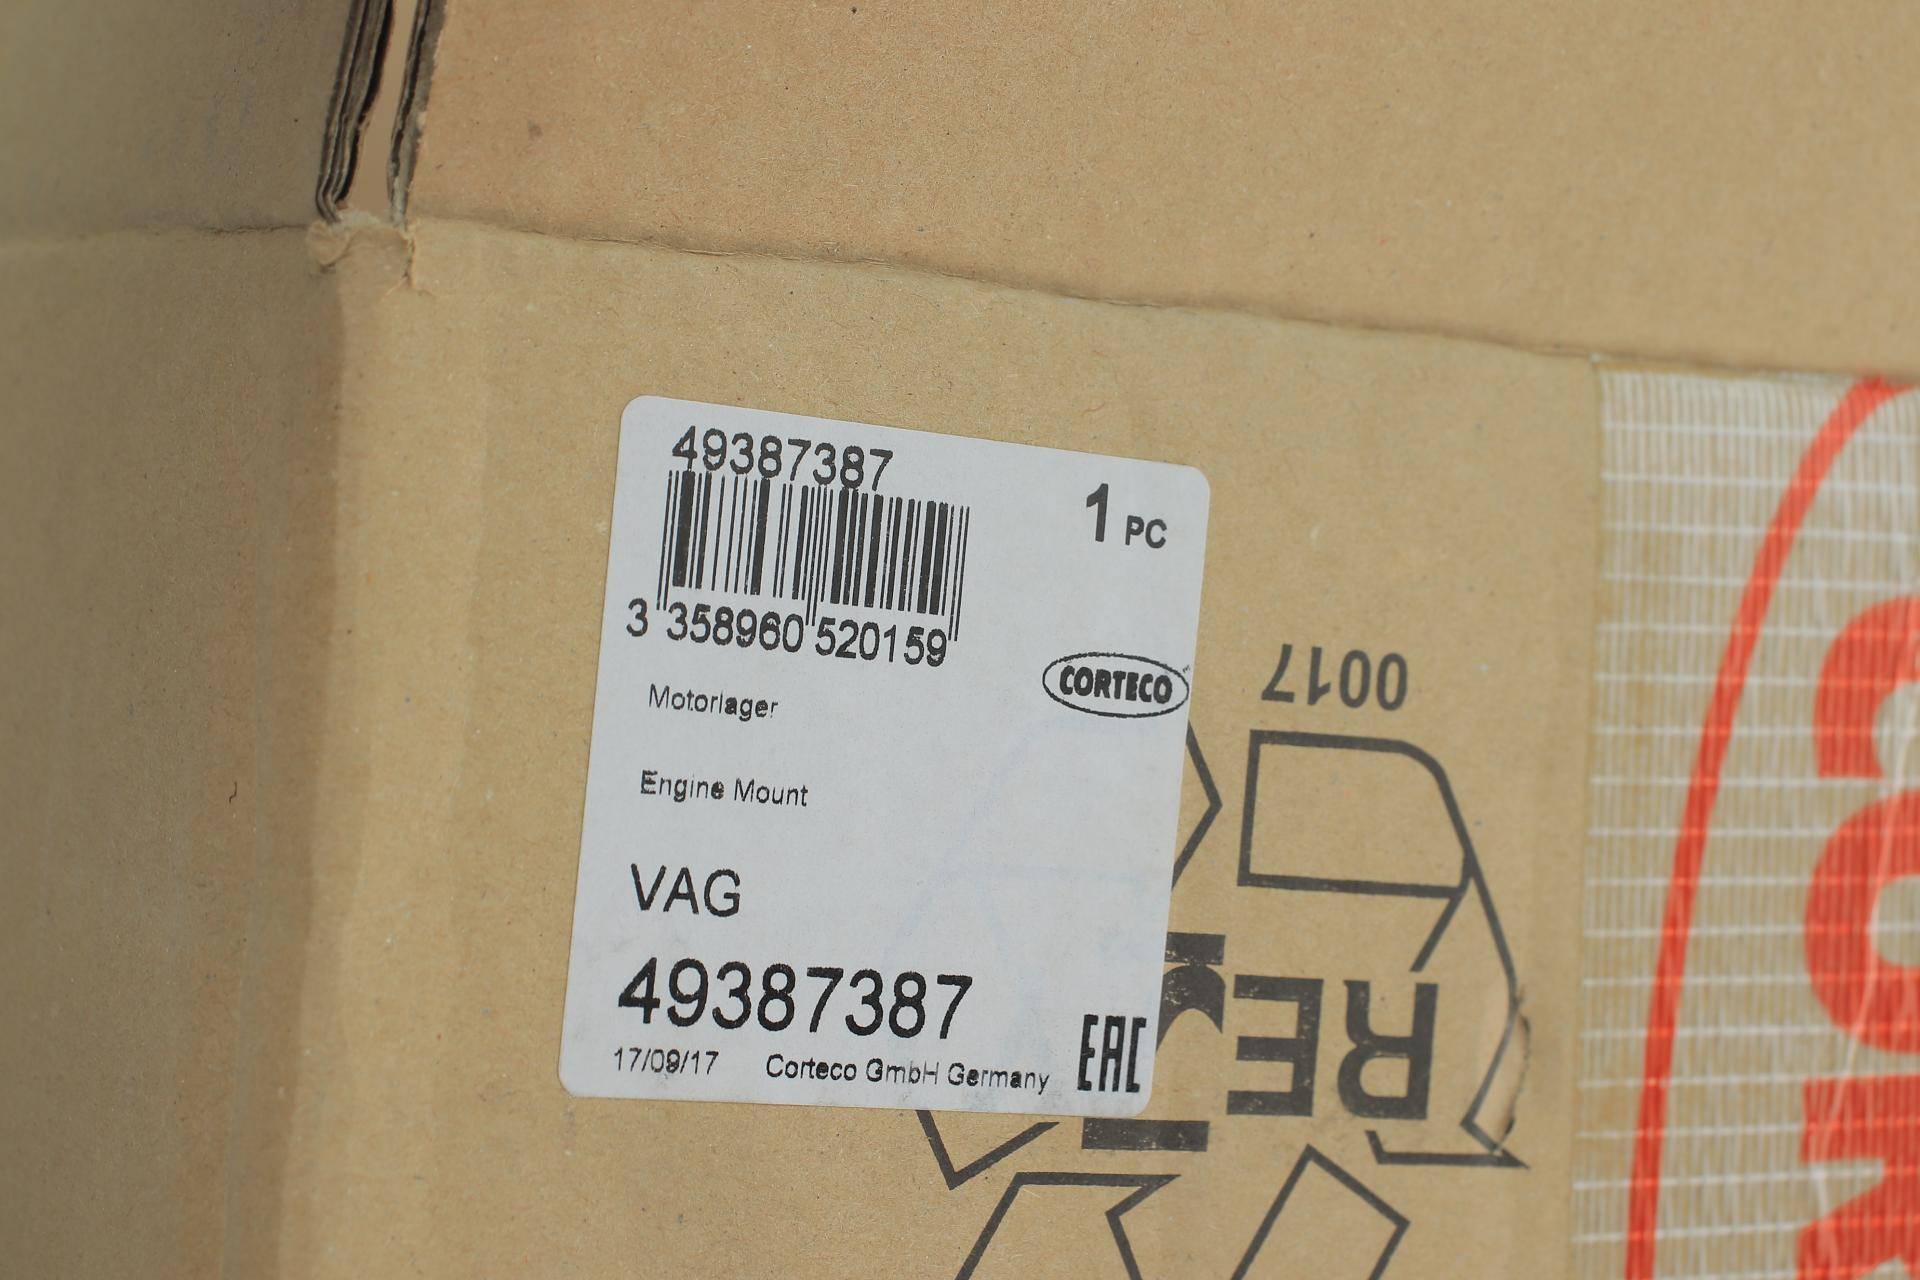 49387387
1 PC
3 358960 520159
CORTECO
Motorlager
Engine Mount
VAG
49387387
17/09/17 Corteco GmbH Germany
EAC
0017
RE